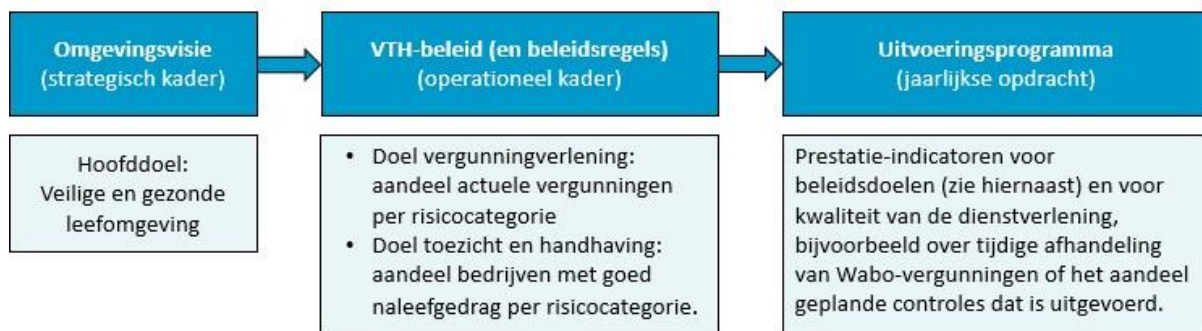 Omgevingsvisie
(strategisch kader)
VTH-beleid (en beleidsregels)
(operationeel kader)
Uitvoeringsprogramma
(jaarlijkse opdracht)
Hoofddoel:
Veilige en gezonde
leefomgeving
• Doel vergunningverlening:
aandeel actuele vergunningen
per risicocategorie
• Doel toezicht en handhaving:
aandeel bedrijven met goed
naleefgedrag per risicocategorie.
Prestatie-indicatoren voor
beleidsdoelen (zie hiernaast) en voor
kwaliteit van de dienstverlening,
bijvoorbeeld over tijdige afhandeling
van Wabo-vergunningen of het aandeel
geplande controles dat is uitgevoerd.